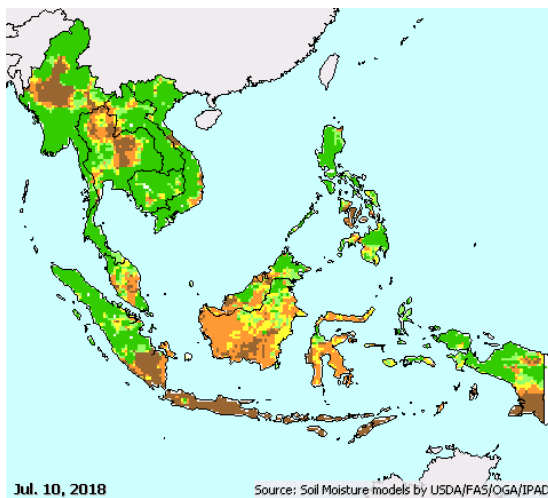 Jul. 10, 2018
Source: Soil Moisture models by USDA/FAS/OGA/IPAD